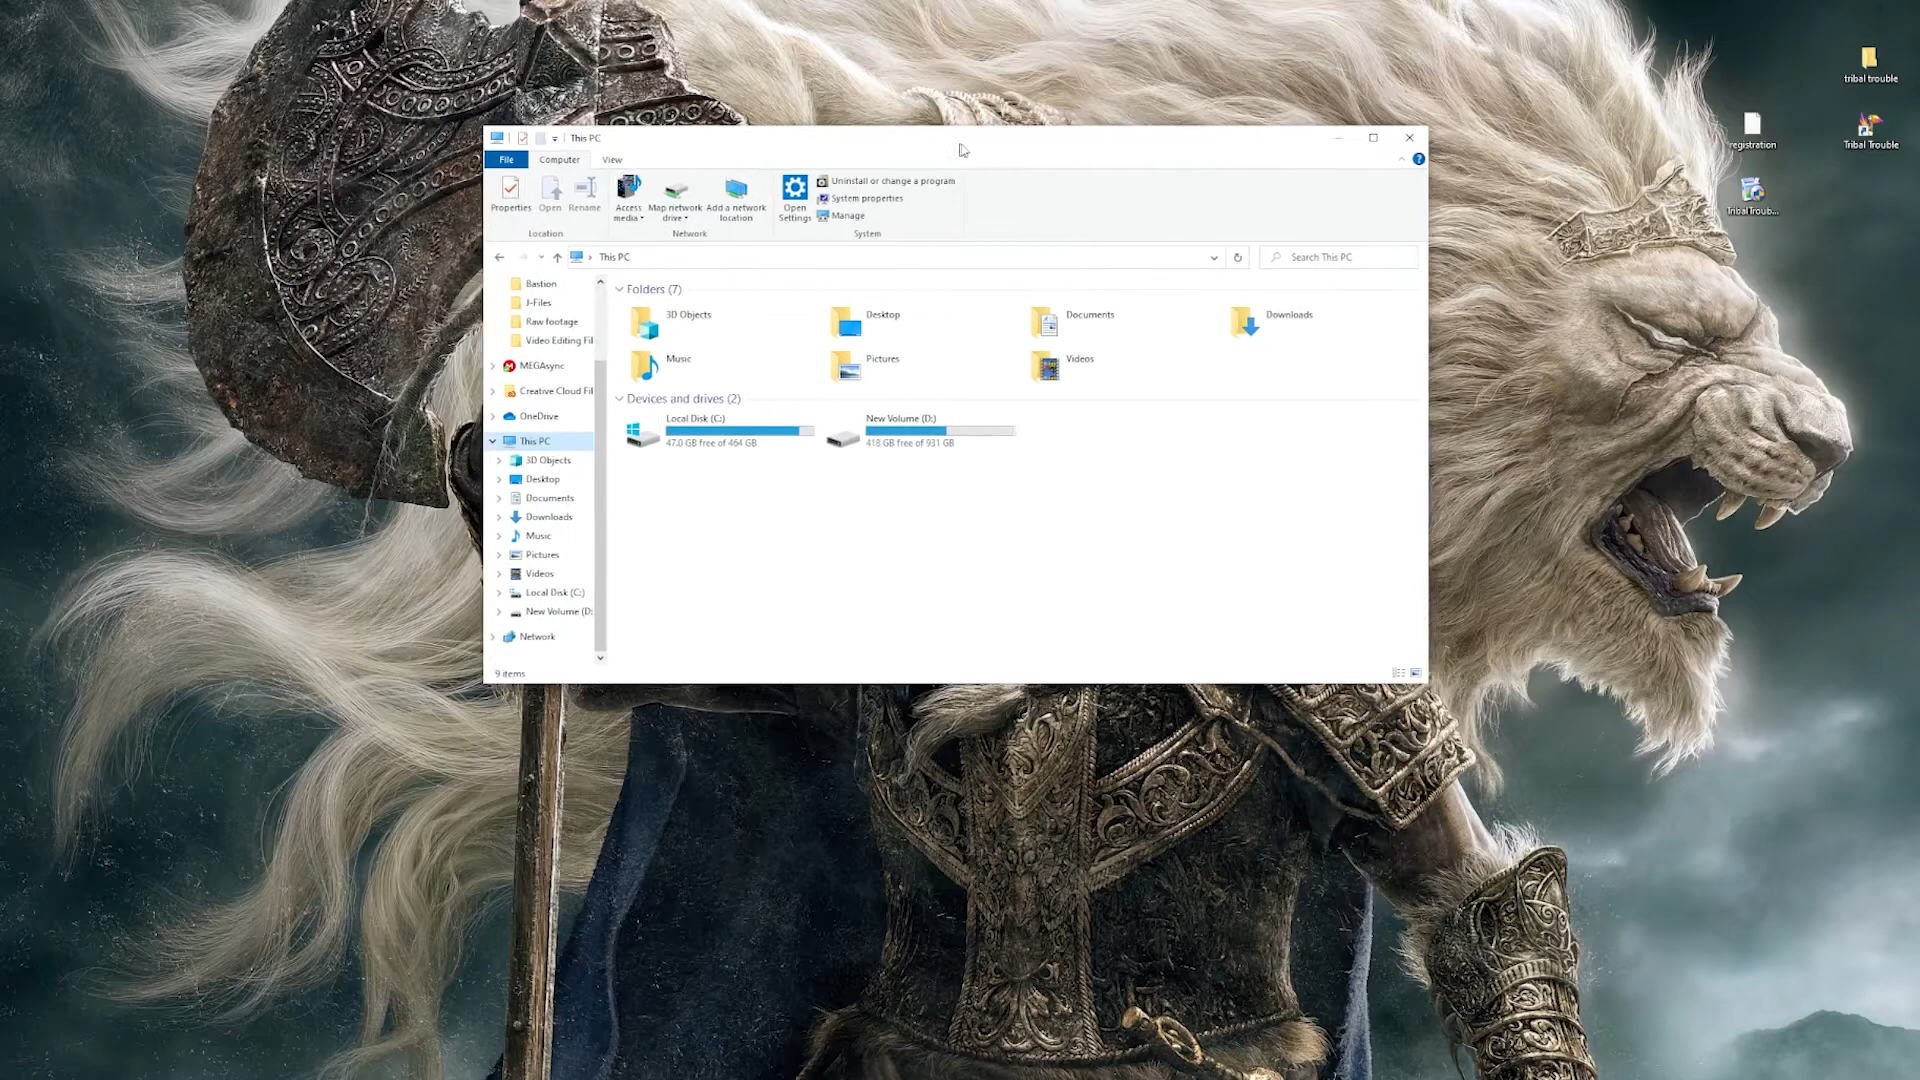 tribal trouble
registration
Tribal Trouble
TribalTroub...
This PC
File
Computer
View
Properties
Open
Rename
Access media
Map network drive
Add a network location
Open Settings
Uninstall or change a program
System properties
Manage
Location
Network
System
This PC
Search This PC
Bastion
J-Files
Raw footage
Video Editing Fil
MEGAsync
Creative Cloud Fil
OneDrive
This PC
3D Objects
Desktop
Documents
Downloads
Music
Pictures
Videos
Local Disk (C:)
New Volume (D:
Network
Folders (7)
3D Objects
Desktop
Documents
Downloads
Music
Pictures
Videos
Devices and drives (2)
Local Disk (C:)
47.0 GB free of 464 GB
New Volume (D:)
418 GB free of 931 GB
9 items